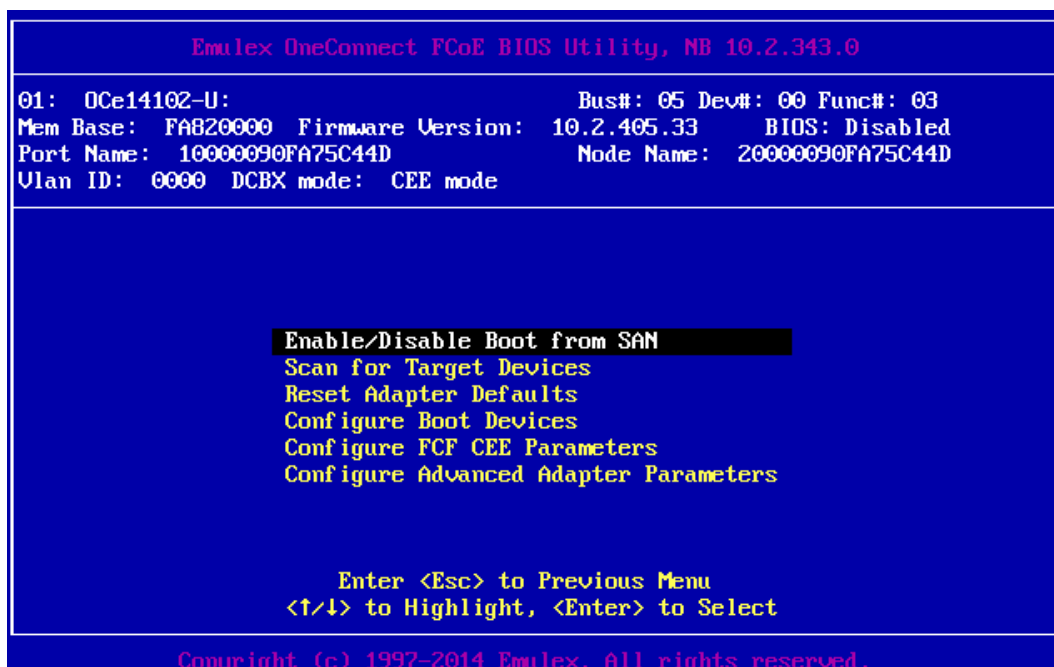 Emulex OneConnect FCoE BIOS Utility, NB 10.2.343.0
01: OCe14102-U: Bus#: 05 Dev#: 00 Func#: 03
Mem Base: FA820000 Firmware Version: 10.2.405.33 BIOS: Disabled
Port Name: 10000090FA75C44D Node Name: 20000090FA75C44D
Vlan ID: 0000 DCBX mode: CEE mode
Enable/Disable Boot from SAN
Scan for Target Devices
Reset Adapter Defaults
Configure Boot Devices
Configure FCF CEE Parameters
Configure Advanced Adapter Parameters
Enter <Esc> to Previous Menu
<↑/↓> to Highlight, <Enter> to Select
Copyright (c) 1997-2014 Emulex. All rights reserved.